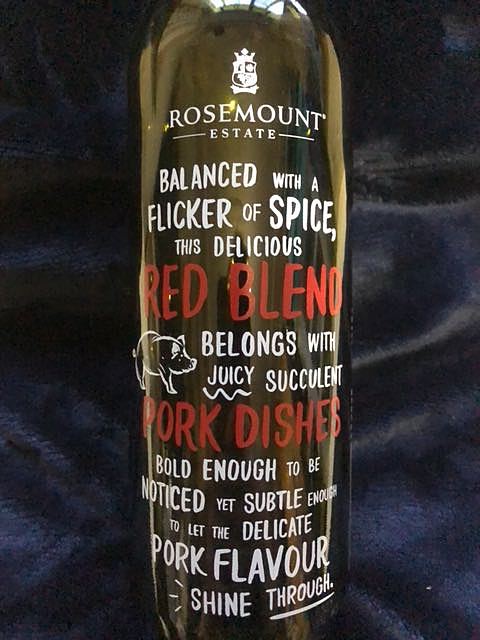 ROSEMOUNT®
ESTATE
BALANCED WITH A
FLICKER OF SPICE,
THIS DELICIOUS
RED BLEND
BELONGS WITH
JUICY SUCCULENT
PORK DISHES
BOLD ENOUGH TO BE
NOTICED YET SUBTLE ENOUGH
TO LET THE DELICATE
PORK FLAVOUR
SHINE THROUGH.